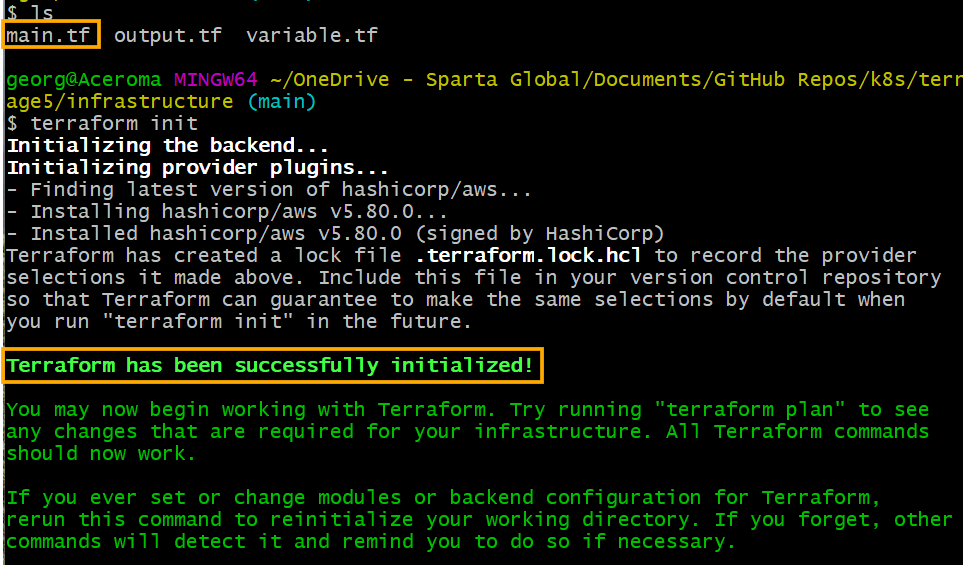 $ ls
main.tf  output.tf  variable.tf
georg@Aceroma MINGW64 ~/OneDrive - Sparta Global/Documents/GitHub Repos/k8s/terr
age5/infrastructure (main)
$ terraform init
Initializing the backend...
Initializing provider plugins...
- Finding latest version of hashicorp/aws...
- Installing hashicorp/aws v5.80.0...
- Installed hashicorp/aws v5.80.0 (signed by HashiCorp)
Terraform has created a lock file .terraform.lock.hcl to record the provider
selections it made above. Include this file in your version control repository
so that Terraform can guarantee to make the same selections by default when
you run "terraform init" in the future.
Terraform has been successfully initialized!
You may now begin working with Terraform. Try running "terraform plan" to see
any changes that are required for your infrastructure. All Terraform commands
should now work.
If you ever set or change modules or backend configuration for Terraform,
rerun this command to reinitialize your working directory. If you forget, other
commands will detect it and remind you to do so if necessary.